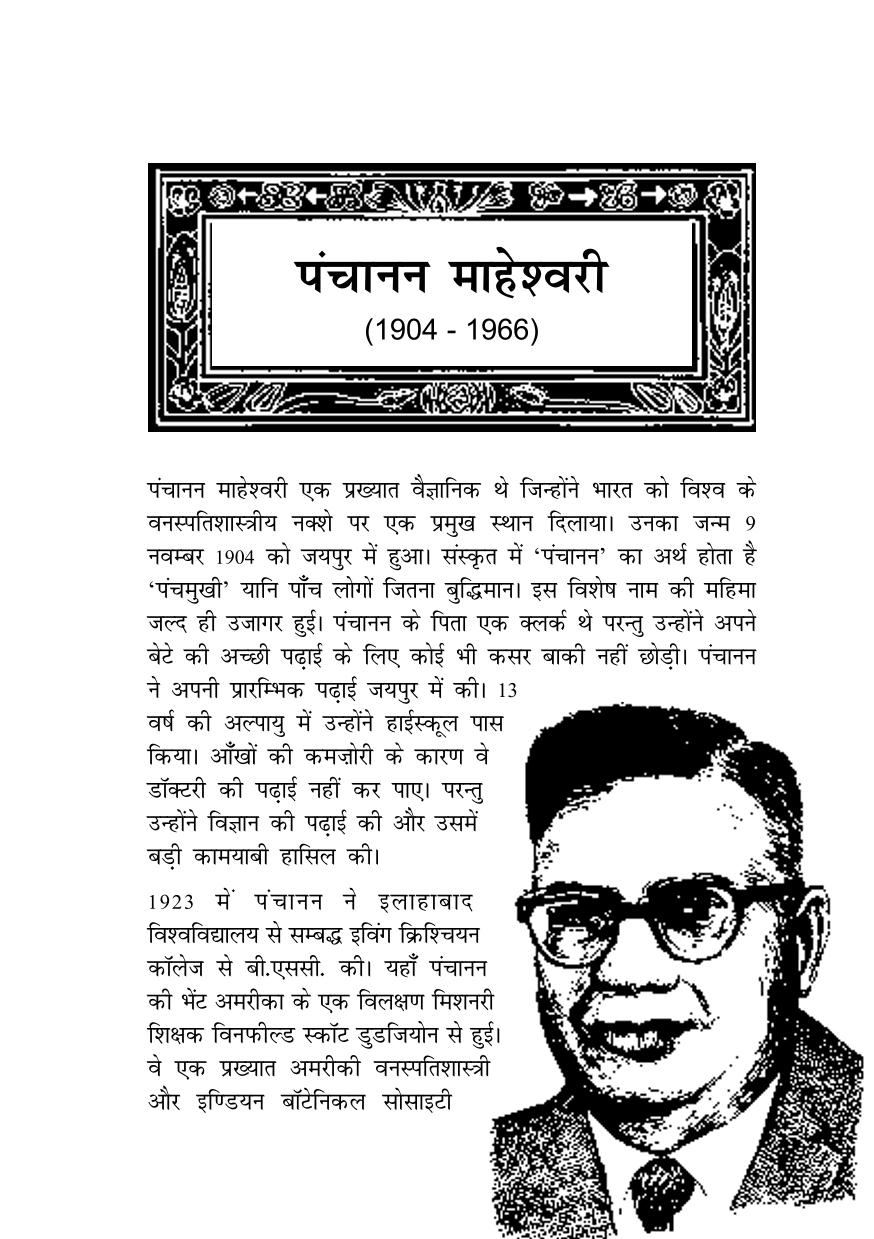 पंचानन माहेश्वरी
(1904 - 1966)
पंचानन माहेश्वरी एक प्रख्यात वैज्ञानिक थे जिन्होंने भारत को विश्व के
वनस्पतिशास्त्रीय नक्शे पर एक प्रमुख स्थान दिलाया। उनका जन्म 9
नवम्बर 1904 को जयपुर में हुआ। संस्कृत में ‘पंचानन’ का अर्थ होता है
‘पंचमुखी’ यानि पाँच लोगों जितना बुद्धिमान। इस विशेष नाम की महिमा
जल्द ही उजागर हुई। पंचानन के पिता एक क्लर्क थे परन्तु उन्होंने अपने
बेटे की अच्छी पढ़ाई के लिए कोई भी कसर बाकी नहीं छोड़ी। पंचानन
ने अपनी प्रारम्भिक पढ़ाई जयपुर में की। 13
वर्ष की अल्पायु में उन्होंने हाईस्कूल पास
किया। आँखों की कमज़ोरी के कारण वे
डॉक्टरी की पढ़ाई नहीं कर पाए। परन्तु
उन्होंने विज्ञान की पढ़ाई की और उसमें
बड़ी कामयाबी हासिल की।
1923 में पंचानन ने इलाहाबाद
विश्वविद्यालय से सम्बद्ध इविंग क्रिश्चियन
कॉलेज से बी.एससी. की। यहाँ पंचानन
की भेंट अमरीका के एक विलक्षण मिशनरी
शिक्षक विनफील्ड स्कॉट डुडजियोन से हुई।
वे एक प्रख्यात अमरीकी वनस्पतिशास्त्री
और इण्डियन बॉटेनिकल सोसाइटी